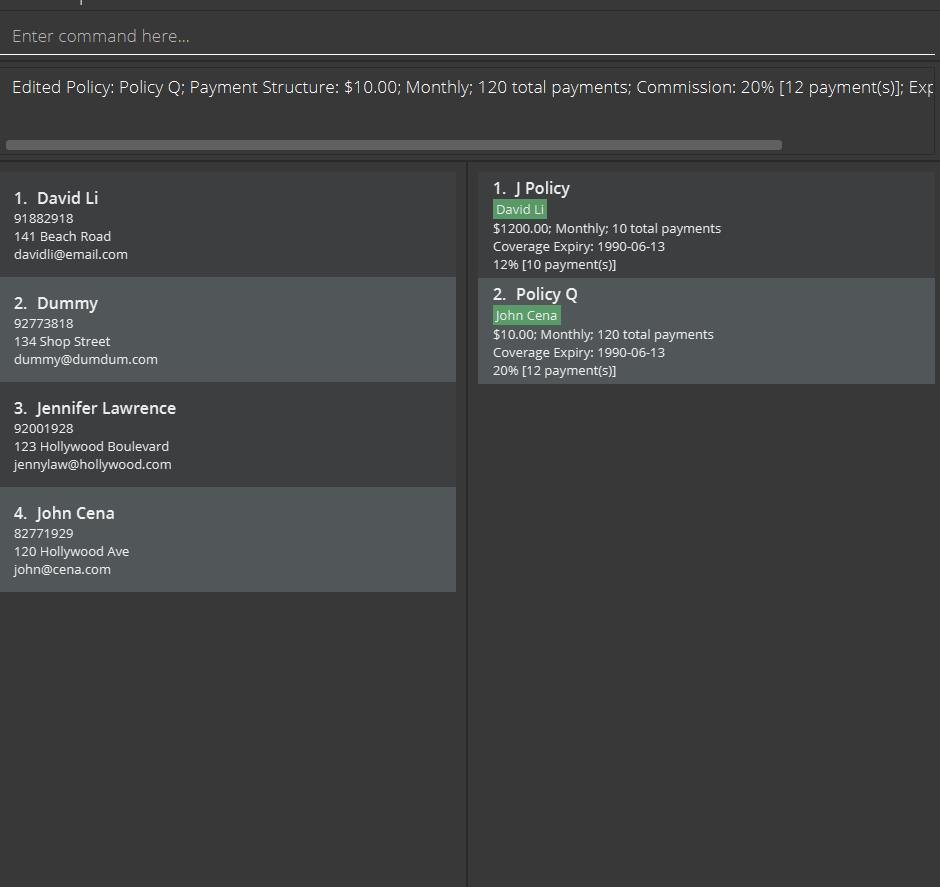 Enter command here...
Edited Policy: Policy Q; Payment Structure: $10.00; Monthly; 120 total payments; Commission: 20% [12 payment(s)];
1. David Li
91882918
141 Beach Road
davidli@email.com
2. Dummy
92773818
134 Shop Street
dummy@dumdum.com
3. Jennifer Lawrence
92001928
123 Hollywood Boulevard
jennylaw@hollywood.com
4. John Cena
82771929
120 Hollywood Ave
john@cena.com
1. J Policy
David Li
$1200.00; Monthly; 10 total payments
Coverage Expiry: 1990-06-13
12% [10 payment(s)]
2. Policy Q
John Cena
$10.00; Monthly; 120 total payments
Coverage Expiry: 1990-06-13
20% [12 payment(s)]